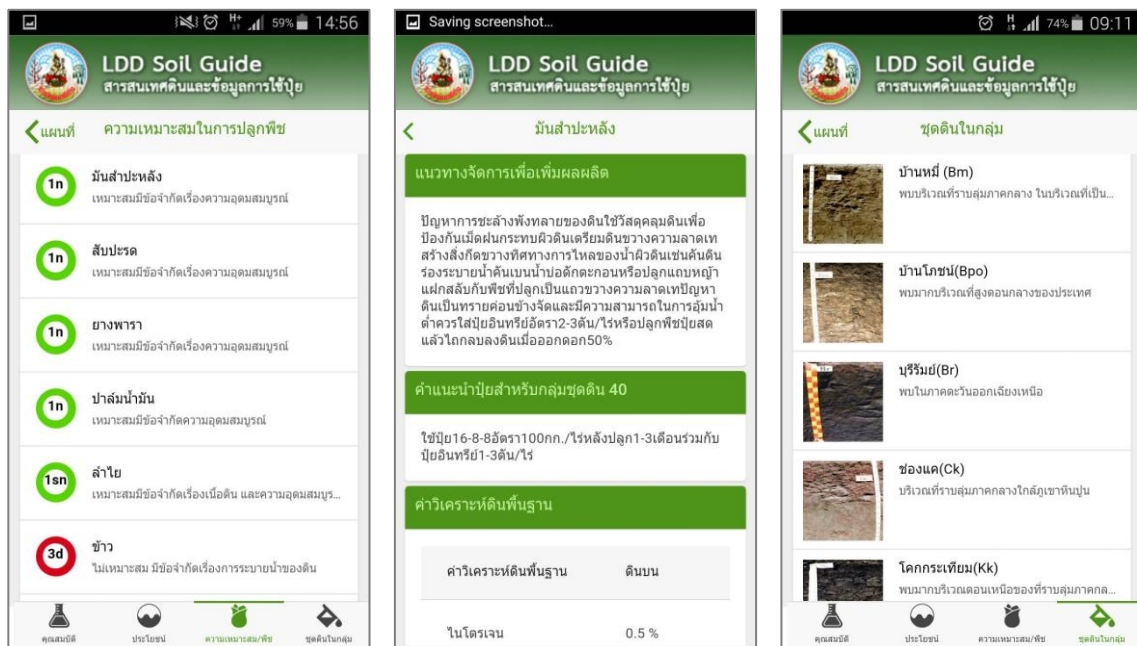 59% 14:56
LDD Soil Guide
สารสนเทศดินและข้อมูลการใช้ปุ๋ย
แผนที่ ความเหมาะสมในการปลูกพืช
1n มันสำปะหลัง
เหมาะสมมีข้อจำกัดเรื่องความอุดมสมบูรณ์
1n สับปะรด
เหมาะสมมีข้อจำกัดเรื่องความอุดมสมบูรณ์
1n ยางพารา
เหมาะสมมีข้อจำกัดเรื่องความอุดมสมบูรณ์
1n ปาล์มน้ำมัน
เหมาะสมมีข้อจำกัดความอุดมสมบูรณ์
1sn ลำไย
เหมาะสมมีข้อจำกัดเรื่องเนื้อดิน และความอุดมสมบูร...
3d ข้าว
ไม่เหมาะสม มีข้อจำกัดเรื่องการระบายน้ำของดิน
คุณสมบัติ ประโยชน์ ความเหมาะสม/พืช ชุดดินในกลุ่ม
Saving screenshot...
LDD Soil Guide
สารสนเทศดินและข้อมูลการใช้ปุ๋ย
มันสำปะหลัง
แนวทางจัดการเพื่อเพิ่มผลผลิต
ปัญหาการชะล้างพังทลายของดินใช้วัสดุคลุมดินเพื่อ
ป้องกันเม็ดฝนกระทบผิวดินเตรียมดินขวางความลาดเท
สร้างสิ่งกีดขวางทิศทางการไหลของน้ำผิวดินเช่นคันดิน
ร่องระบายน้ำคันเบนน้ำบ่อดักตะกอนหรือปลูกแถบหญ้า
แฝกสลับกับพืชที่ปลูกเป็นแถวขวางความลาดเทปัญหา
ดินเป็นทรายค่อนข้างจัดและมีความสามารถในการอุ้มน้ำ
ต่ำควรใส่ปุ๋ยอินทรีย์อัตรา2-3ตัน/ไร่หรือปลูกพืชปุ๋ยสด
แล้วไถกลบลงดินเมื่อออกดอก50%
คำแนะนำปุ๋ยสำหรับกลุ่มชุดดิน 40
ใช้ปุ๋ย16-8-8อัตรา100กก./ไร่หลังปลูก1-3เดือนร่วมกับ
ปุ๋ยอินทรีย์1-3ตัน/ไร่
ค่าวิเคราะห์ดินพื้นฐาน
ค่าวิเคราะห์ดินพื้นฐาน ดินบน
ไนโตรเจน 0.5 %
74% 09:11
LDD Soil Guide
สารสนเทศดินและข้อมูลการใช้ปุ๋ย
แผนที่ ชุดดินในกลุ่ม
บ้านหมี่ (Bm)
พบบริเวณที่ราบลุ่มภาคกลาง ในบริเวณที่เป็น...
บ้านโภชน์(Bpo)
พบมากบริเวณที่สูงตอนกลางของประเทศ
บุรีรัมย์(Br)
พบในภาคตะวันออกเฉียงเหนือ
ช่องแค(Ck)
บริเวณที่ราบลุ่มภาคกลางใกล้ภูเขาหินปูน
โคกกระเทียม(Kk)
พบมากบริเวณตอนเหนือของที่ราบลุ่มภาคกล...
คุณสมบัติ ประโยชน์ ความเหมาะสม/พืช ชุดดินในกลุ่ม